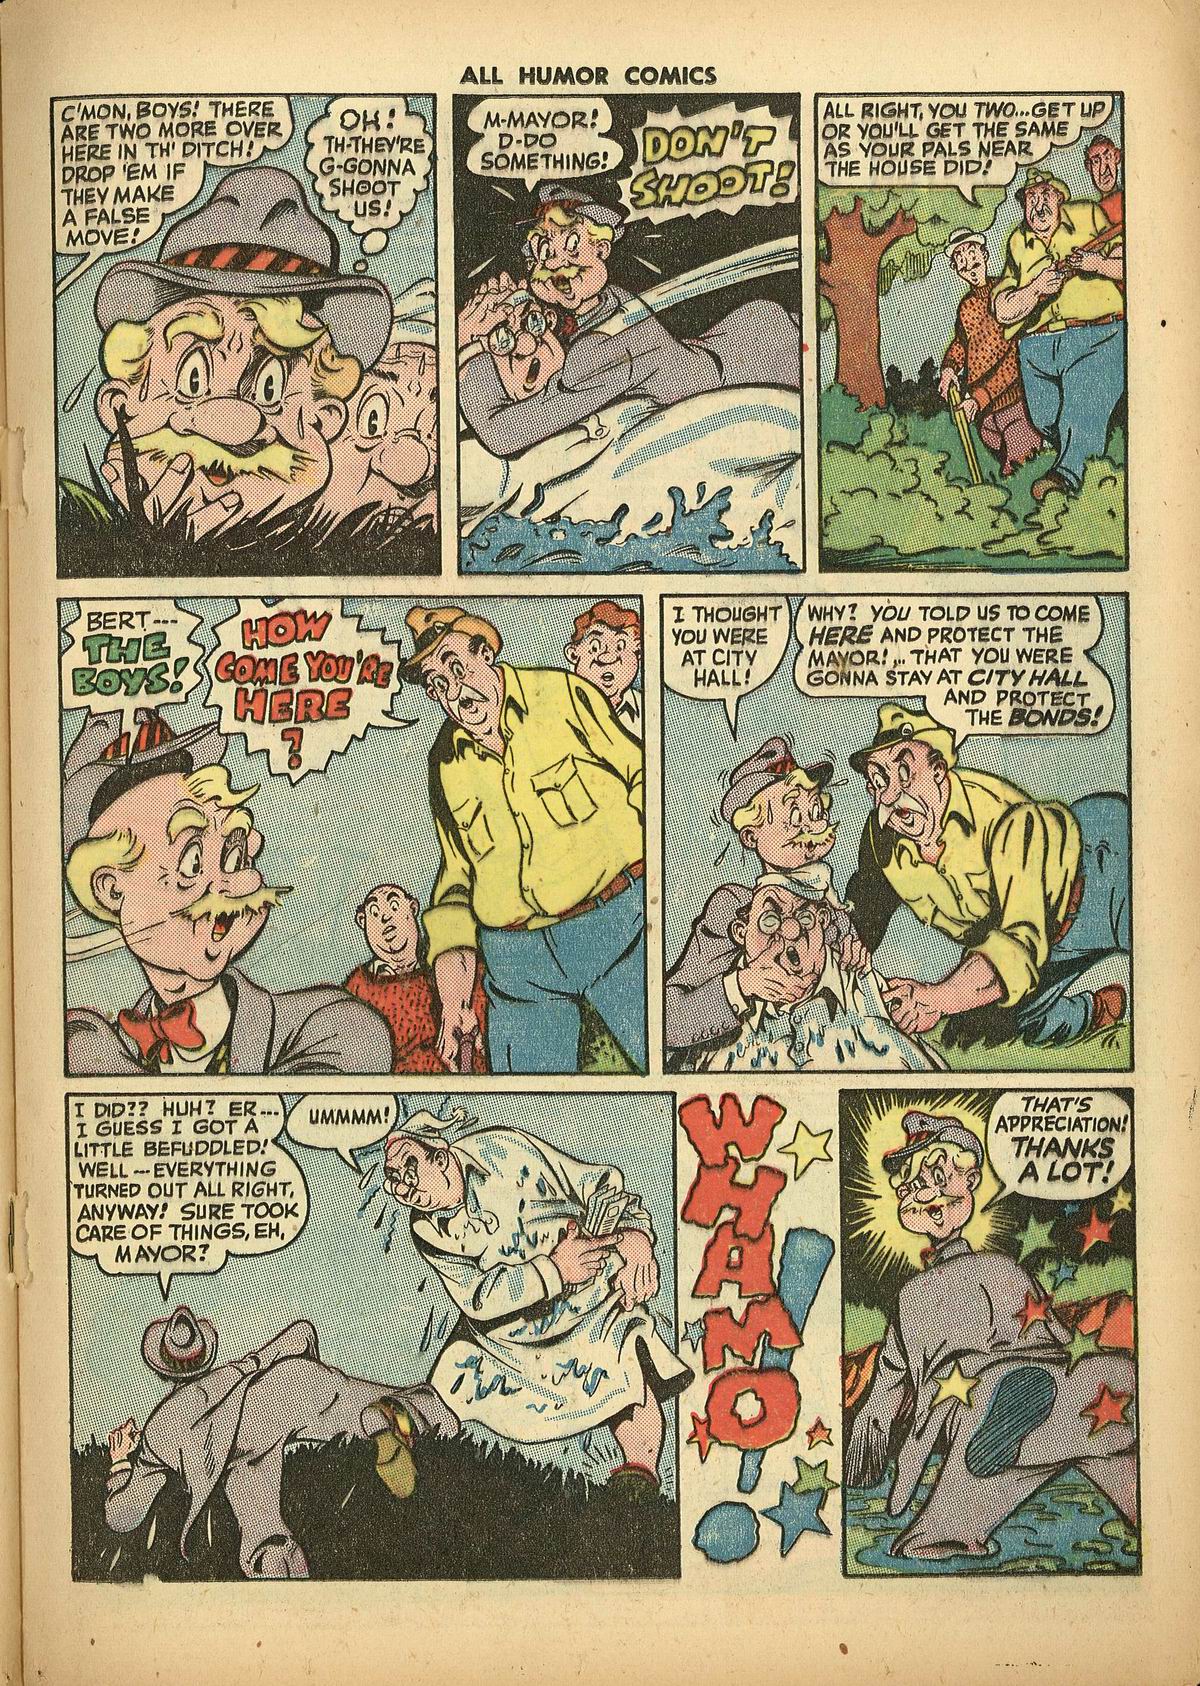 ALL HUMOR COMICS
C'MON, BOYS! THERE
ARE TWO MORE OVER
HERE IN TH' DITCH!
DROP 'EM IF
THEY MAKE
A FALSE
MOVE!
OH!
TH-THEY'RE
G-GONNA
SHOOT
US!
M-MAYOR!
D-DO
SOMETHING!
DON'T
SHOOT!
ALL RIGHT, YOU TWO...GET UP
OR YOU'LL GET THE SAME
AS YOUR PALS NEAR
THE HOUSE DID!
BERT---
THE
BOYS!
HOW
COME YOU'RE
HERE
?
I THOUGHT
YOU WERE
AT CITY
HALL!
WHY? YOU TOLD US TO COME
HERE AND PROTECT THE
MAYOR!... THAT YOU WERE
GONNA STAY AT CITY HALL
AND PROTECT
THE BONDS!
I DID?? HUH? ER---
I GUESS I GOT A
LITTLE BEFUDDLED!
WELL -- EVERYTHING
TURNED OUT ALL RIGHT,
ANYWAY! SURE TOOK
CARE OF THINGS, EH,
MAYOR?
UMMMM!
WHAMO!
THAT'S
APPRECIATION!
THANKS
A LOT!